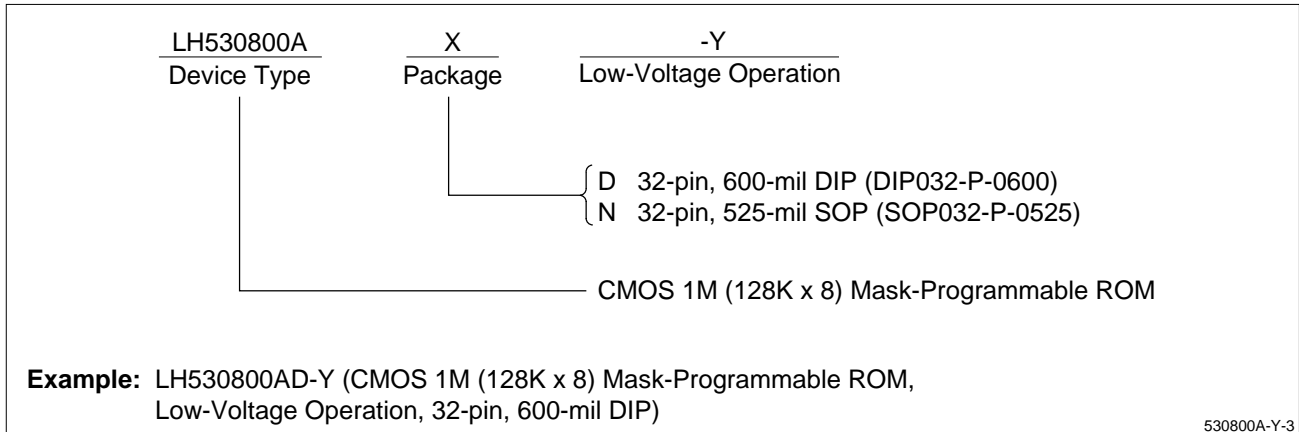 LH530800A X -Y
Device Type Package Low-Voltage Operation
D 32-pin, 600-mil DIP (DIP032-P-0600)
N 32-pin, 525-mil SOP (SOP032-P-0525)
CMOS 1M (128K x 8) Mask-Programmable ROM
Example: LH530800AD-Y (CMOS 1M (128K x 8) Mask-Programmable ROM,
Low-Voltage Operation, 32-pin, 600-mil DIP)
530800A-Y-3